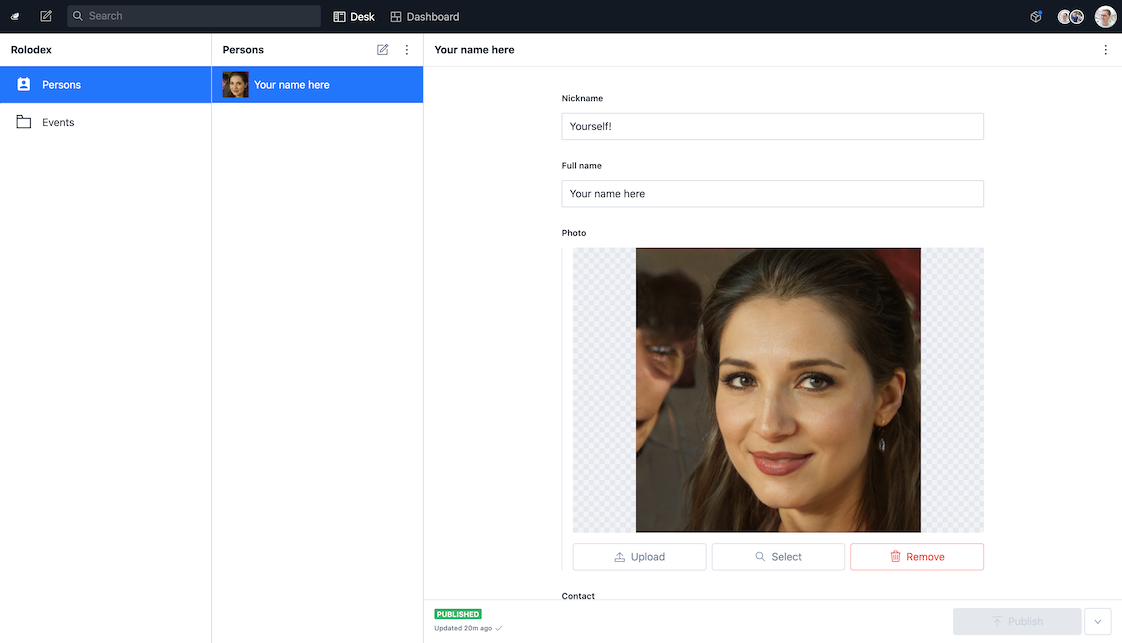 Search
Desk
Dashboard
Rolodex
Persons
Your name here
Persons
Your name here
Events
Nickname
Yourself!
Full name
Your name here
Photo
Upload
Select
Remove
Contact
PUBLISHED
Updated 20m ago
Publish